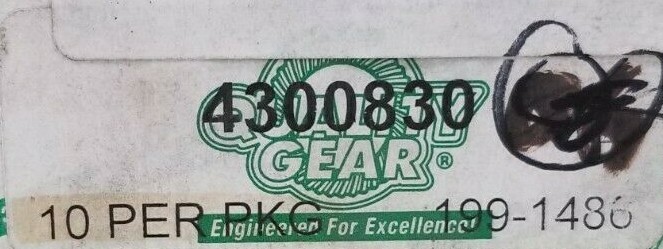 4300830
QUALITY
GEAR ®
10 PER PKG
Engineered For Excellence!
199-1486